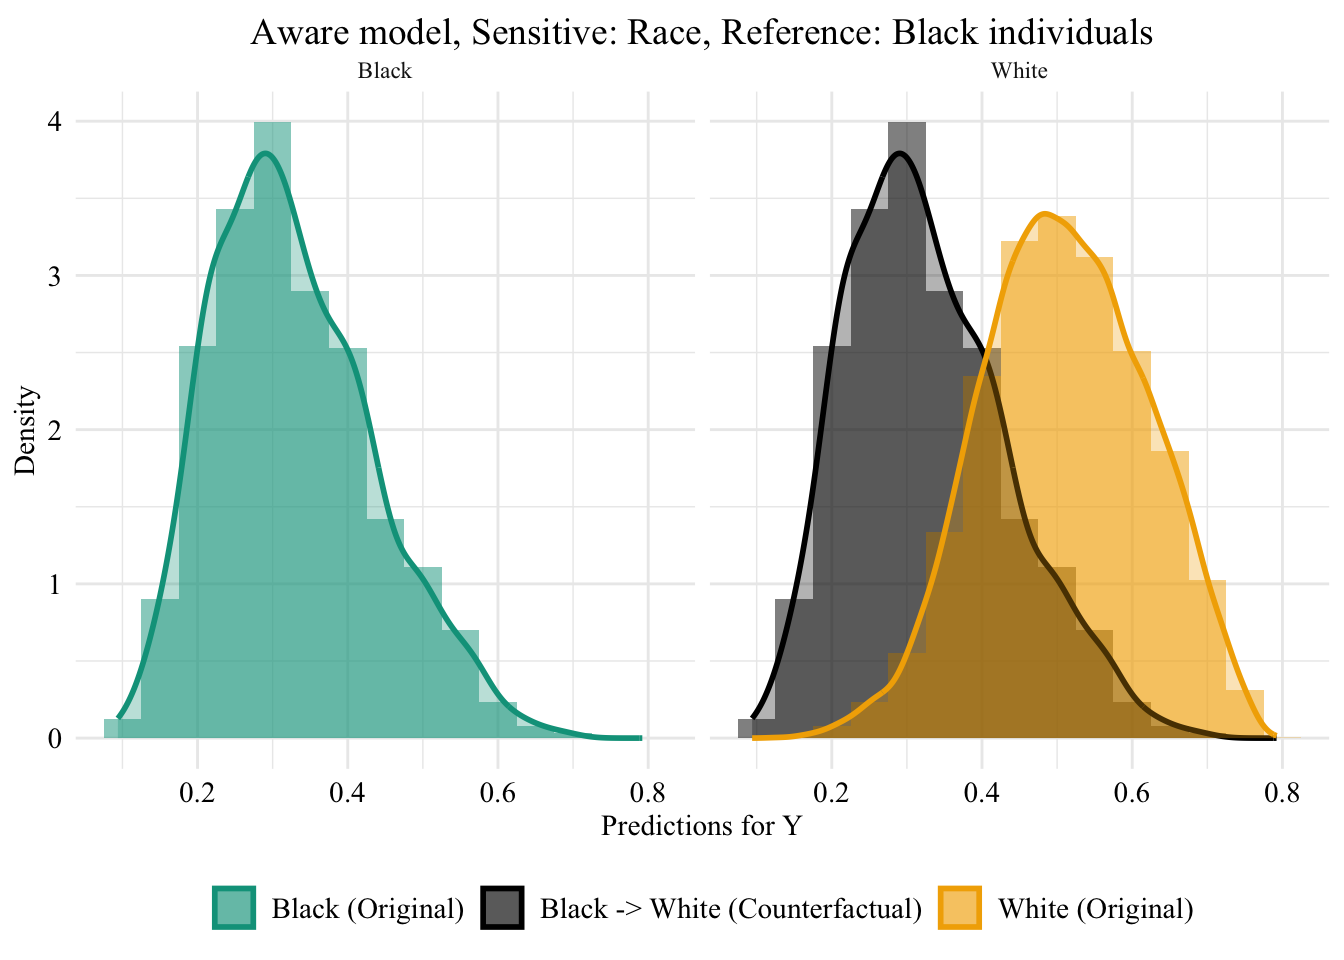 Aware model, Sensitive: Race, Reference: Black individuals
Black
White
4
3
2
1
0
Density
0.2
0.4
0.6
0.8
0.2
0.4
0.6
0.8
Predictions for Y
Black (Original)
Black -> White (Counterfactual)
White (Original)